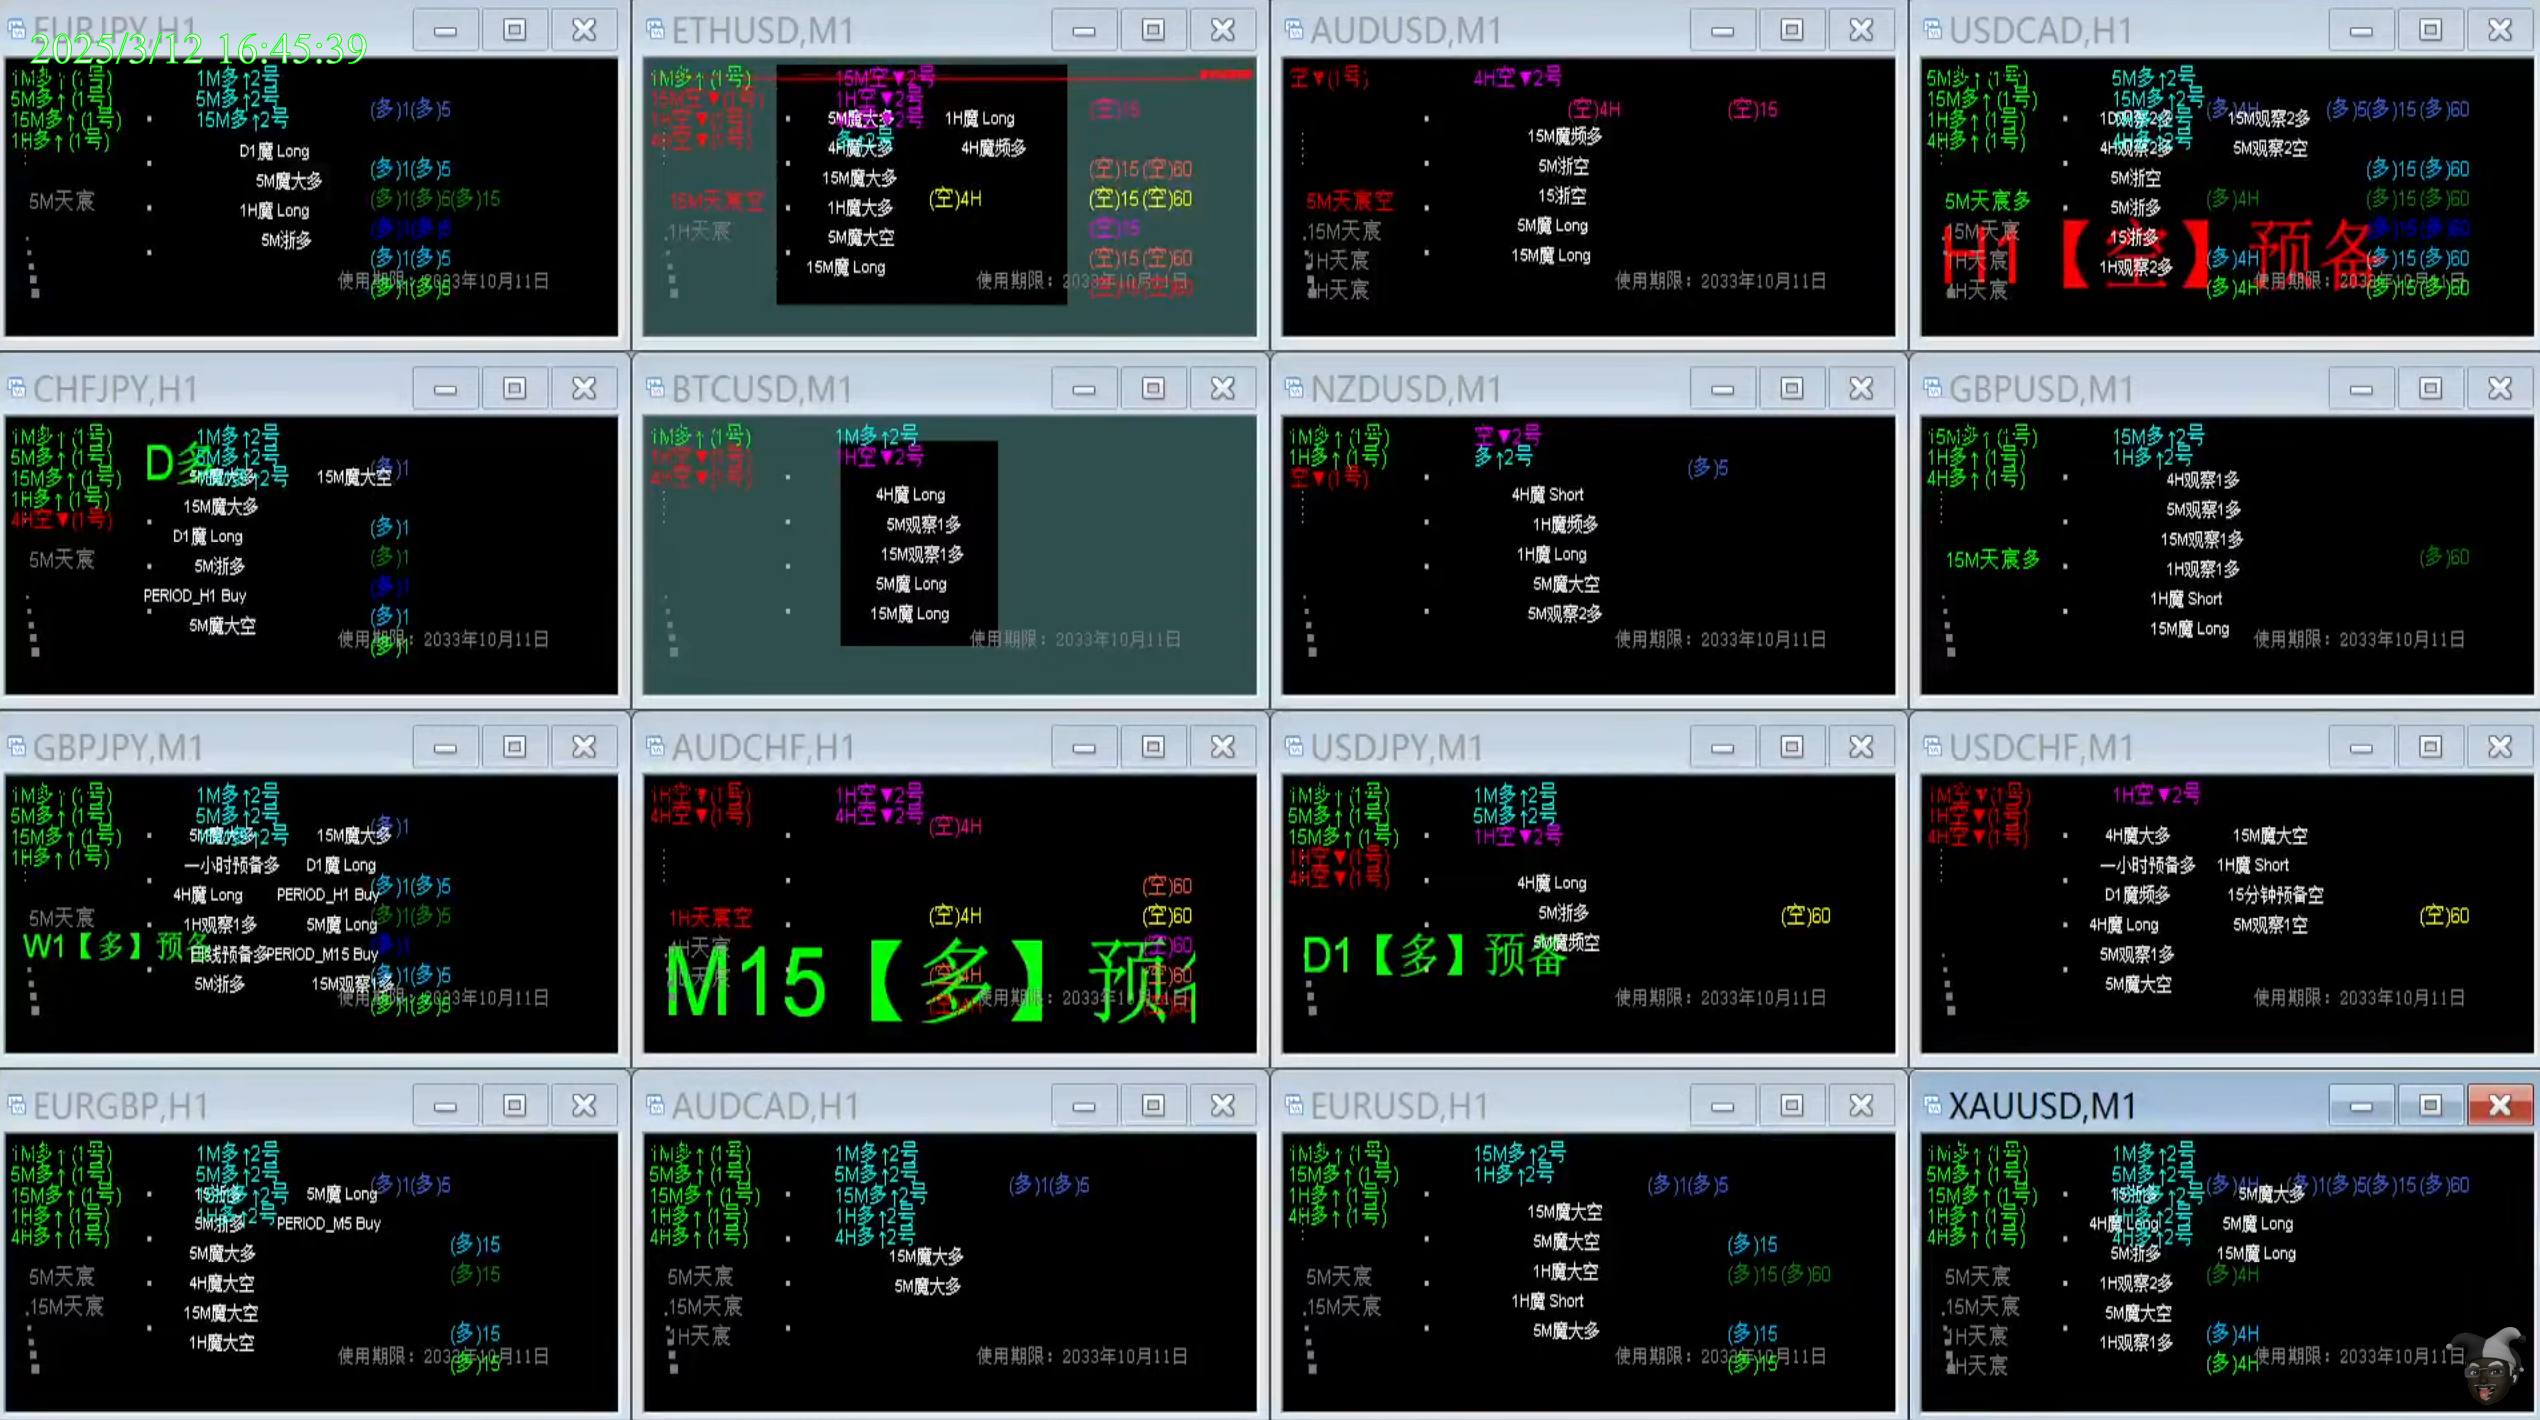 EURJPY,H1
2025/3/12 16:45:39
1M多↑(1号)
5M多↑(1号)
15M多↑(1号)
1H多↑(1号)
1M多↑2号
5M多↑2号
15M多↑2号
(多)1(多)5
D1魔 Long
5M魔大多
1H魔 Long
5M浙多
5M天宸
(多)1(多)5
(多)1(多)5
(多)1(多)5
(多)1(多)5
使用期限：2033年10月11日
ETHUSD,M1
1M多↑(1号)
15M空▼(1号)
1H空▼(1号)
4H空▼(1号)
15M空▼2号
1H空▼2号
5M魔大多
1H魔 Long
4H魔大多
4H魔频多
15M魔大多
1H魔大多
5M魔大空
15M魔 Long
15M天宸空
1H天宸
(空)4H
(空)15
(空)15(空)60
(空)15(空)60
(空)15
(空)15(空)60
使用期限：2033年10月11日
AUDUSD,M1
空▼(1号)
4H空▼2号
(空)4H
(空)15
15M魔频多
5M浙空
15浙空
5M魔 Long
15M魔 Long
5M天宸空
15M天宸
1H天宸
4H天宸
使用期限：2033年10月11日
USDCAD,H1
5M多↑(1号)
15M多↑(1号)
1H多↑(1号)
4H多↑(1号)
5M多↑2号
15M多↑2号
(多)4H
(多)5(多)15(多)60
15M观察2多
4H观察2多
5M观察2空
5M浙空
5M浙多
15浙多
1H观察2多
5M天宸多
15M天宸
1H天宸
4H天宸
H1【空】预备
(多)15(多)60
(多)4H
(多)15(多)60
(多)15(多)60
(多)4H
(多)15(多)60
(多)4H
(多)15(多)60
使用期限：2033年10月11日
CHFJPY,H1
1M多↑(1号)
5M多↑(1号)
15M多↑(1号)
1H多↑(1号)
4H空▼(1号)
D多
1M多↑2号
5M多↑2号
5M魔大多
15M魔大空
15M魔大多
D1魔 Long
5M浙多
PERIOD_H1 Buy
5M魔大空
5M天宸
(多)1
(多)1
(多)1
(多)1
(多)1
(多)1
使用期限：2033年10月11日
BTCUSD,M1
1M多↑(1号)
1H空▼(1号)
4H空▼(1号)
1M多↑2号
1H空▼2号
4H魔 Long
5M观察1多
15M观察1多
5M魔 Long
15M魔 Long
使用期限：2033年10月11日
NZDUSD,M1
1M多↑(1号)
1H多↑(1号)
空▼(1号)
空▼2号
多↑2号
(多)5
4H魔 Short
1H魔频多
1H魔 Long
5M魔大空
5M观察2多
使用期限：2033年10月11日
GBPUSD,M1
15M多↑(1号)
1H多↑(1号)
4H多↑(1号)
15M多↑2号
1H多↑2号
4H观察1多
5M观察1多
15M观察1多
1H观察1多
1H魔 Short
15M魔 Long
15M天宸多
(多)60
使用期限：2033年10月11日
GBPJPY,M1
1M多↑(1号)
5M多↑(1号)
15M多↑(1号)
1H多↑(1号)
1M多↑2号
5M多↑2号
5M魔大多
15M魔大多
一小时预备多
D1魔 Long
4H魔 Long
PERIOD_H1 Buy
1H观察1多
5M魔 Long
日线预备多
PERIOD_M15 Buy
5M浙多
15M观察1多
5M天宸
W1【多】预备
(多)1
(多)1(多)5
(多)1(多)5
(多)1
(多)1(多)5
(多)1(多)5
使用期限：2033年10月11日
AUDCHF,H1
1H空▼(1号)
4H空▼(1号)
1H空▼2号
4H空▼2号
(空)4H
(空)60
1H天宸空
(空)4H
(空)60
4H天宸
(空)60
M15【多】预备
(空)4H
(空)60
使用期限：2033年10月11日
USDJPY,M1
1M多↑(1号)
5M多↑(1号)
15M多↑(1号)
1H空▼(1号)
4H空▼(1号)
1M多↑2号
5M多↑2号
1H空▼2号
4H魔 Long
5M浙多
5M魔频空
(空)60
D1【多】预备
使用期限：2033年10月11日
USDCHF,M1
1M空▼(1号)
1H空▼(1号)
4H空▼(1号)
1H空▼2号
4H魔大多
15M魔大空
一小时预备多
1H魔 Short
D1魔频多
15分钟预备空
4H魔 Long
5M观察1空
5M观察1多
5M魔大空
(空)60
使用期限：2033年10月11日
EURGBP,H1
1M多↑(1号)
5M多↑(1号)
15M多↑(1号)
1H多↑(1号)
4H多↑(1号)
1M多↑2号
5M多↑2号
15M多↑2号
1H多↑2号
15浙多
5M魔 Long
5M浙多
PERIOD_M5 Buy
5M魔大多
4H魔大空
15M魔大空
1H魔大空
5M天宸
15M天宸
(多)1(多)5
(多)15
(多)15
(多)15
(多)15
使用期限：2033年10月11日
AUDCAD,H1
1M多↑(1号)
5M多↑(1号)
15M多↑(1号)
1H多↑(1号)
4H多↑(1号)
1M多↑2号
5M多↑2号
15M多↑2号
1H多↑2号
4H多↑2号
(多)1(多)5
15M魔大多
5M魔大多
5M天宸
15M天宸
1H天宸
使用期限：2033年10月11日
EURUSD,H1
1M多↑(1号)
15M多↑(1号)
1H多↑(1号)
4H多↑(1号)
15M多↑2号
1H多↑2号
(多)1(多)5
15M魔大空
5M魔大空
1H魔大空
1H魔 Short
5M魔大多
5M天宸
15M天宸
(多)15
(多)15(多)60
(多)15
(多)15
使用期限：2033年10月11日
XAUUSD,M1
1M多↑(1号)
5M多↑(1号)
15M多↑(1号)
1H多↑(1号)
4H多↑(1号)
1M多↑2号
5M多↑2号
15M多↑2号
1H多↑2号
4H多↑2号
(多)4H
(多)1(多)5(多)15(多)60
15浙多
5M魔大多
4H魔 Long
5M魔 Long
5M浙多
15M魔 Long
1H观察2多
5M魔大空
1H观察1多
5M天宸
15M天宸
1H天宸
4H天宸
(多)4H
(多)4H
(多)4H
使用期限：2033年10月11日